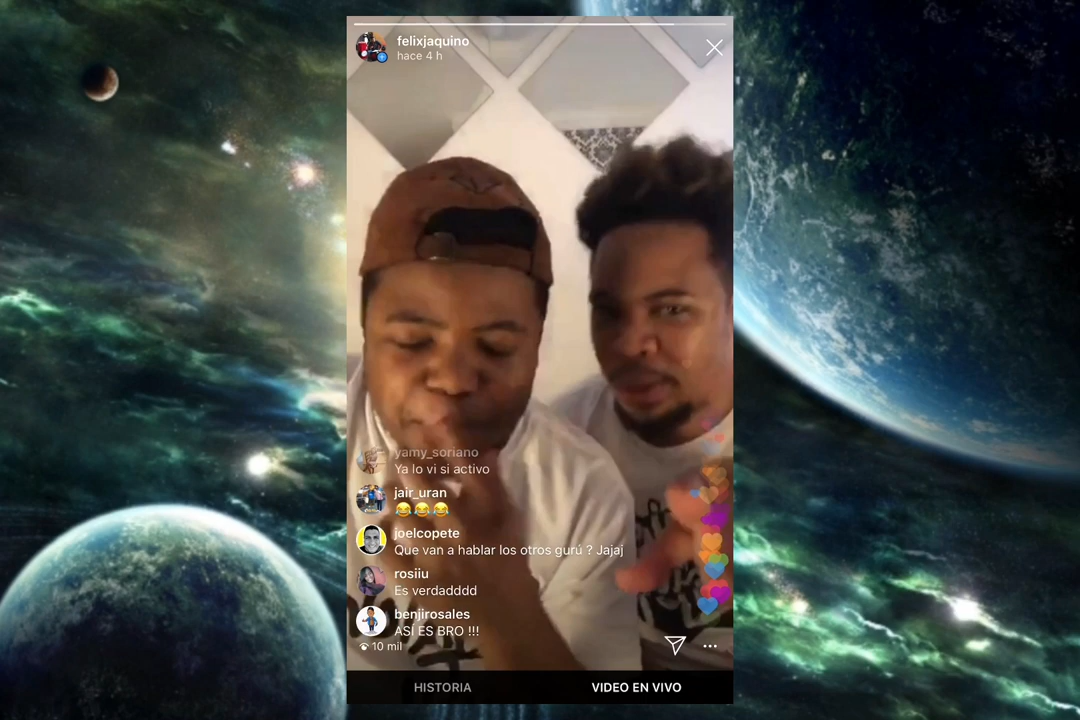 felixjaquino
hace 4 h
yamy_soriano
Ya lo vi si activo
jair_uran
😂😂😂
joelcopete
Que van a hablar los otros gurú ? Jajaj
rosiiu
Es verdadddd
benjirosales
ASÍ ES BRO !!!
10 mil
HISTORIA
VIDEO EN VIVO